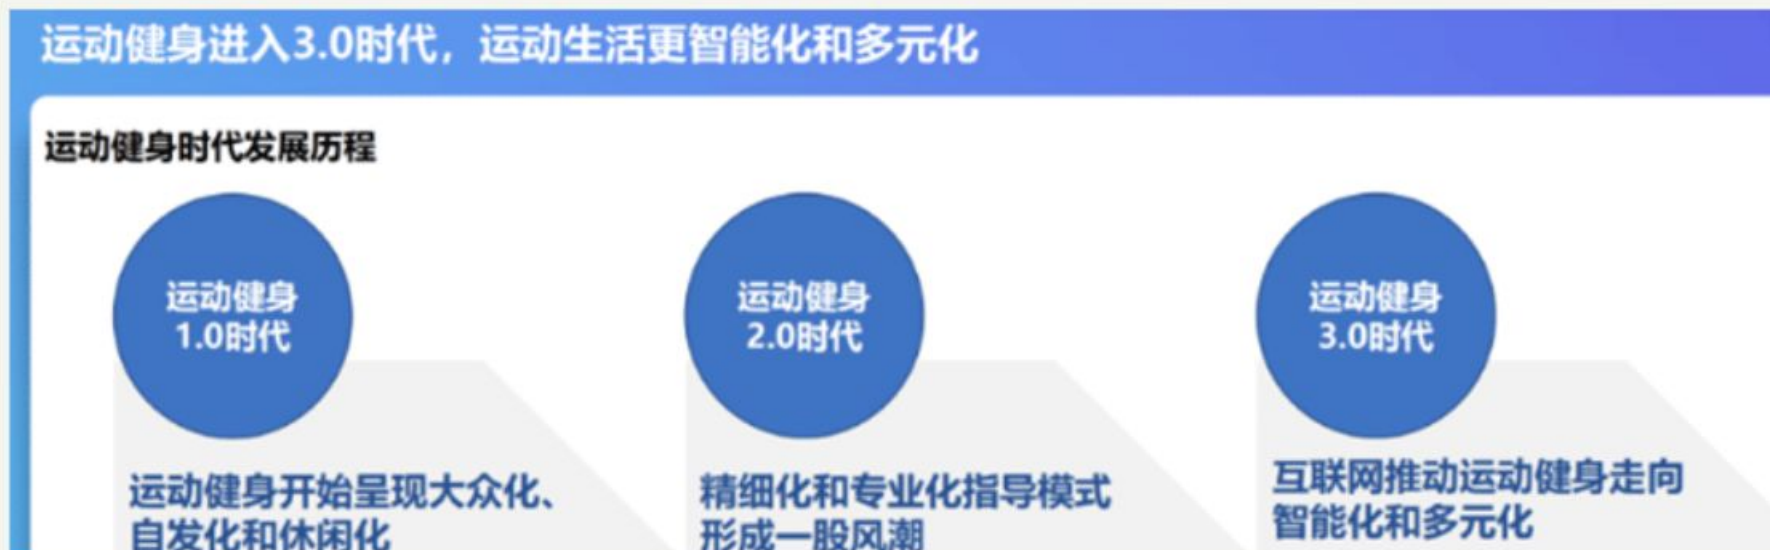 运动健身进入3.0时代，运动生活更智能化和多元化
运动健身时代发展历程
运动健身
1.0时代
运动健身开始呈现大众化、
自发化和休闲化
运动健身
2.0时代
精细化和专业化指导模式
形成一股风潮
运动健身
3.0时代
互联网推动运动健身走向
智能化和多元化